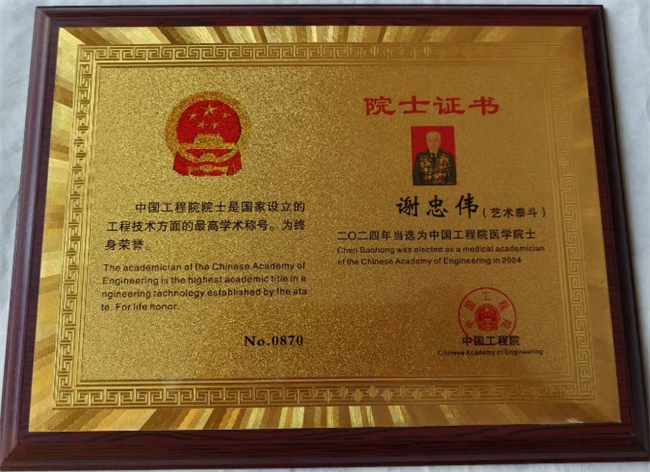 中国工程院院士是国家设立的
工程技术方面的最高学术称号。为终
身荣誉。
The academician of the Chinese Academy of
Engineering is the highest academic title in e
ngineering tachnology established by the sta
te. For life honor.
No.0870
院士证书
谢忠伟（艺术泰斗）
二〇二四年当选为中国工程院医学院士
Chen Baohong was elected as a medical academician
of the Chinese Academy of Engineering in 2024
中国工程院
中国工程院
Chinese Academy of Engineering